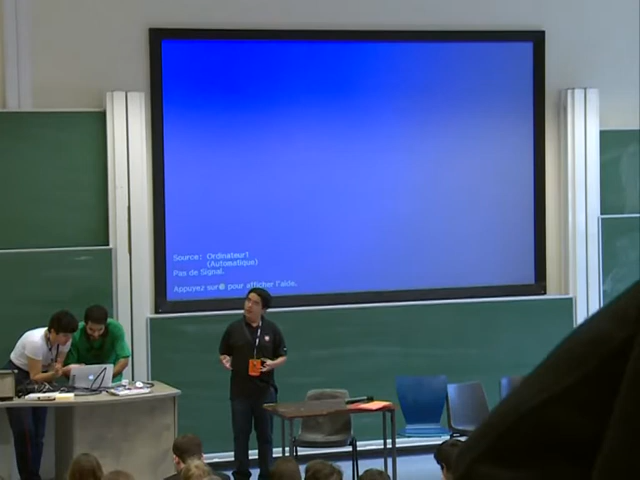 Source: Ordinateur1
(Automatique)
Pas de Signal.
Appuyez sur pour afficher l'aide.